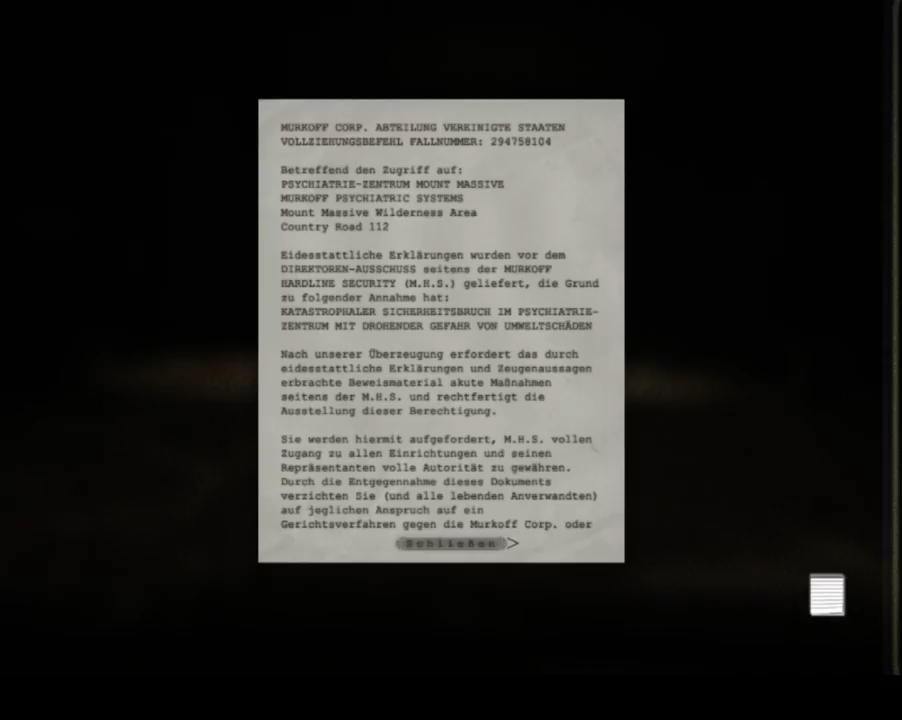 MURKOFF CORP. ABTEILUNG VEREINIGTE STAATEN
VOLLZIEHUNGSBEFEHL FALLNUMMER: 294758104
Betreffend den Zugriff auf:
PSYCHIATRIE-ZENTRUM MOUNT MASSIVE
MURKOFF PSYCHIATRIC SYSTEMS
Mount Massive Wilderness Area
Country Road 112
Eidesstattliche Erklärungen wurden vor dem
DIREKTOREN-AUSSCHUSS seitens der MURKOFF
HARDLINE SECURITY (M.H.S.) geliefert, die Grund
zu folgender Annahme hat:
KATASTROPHALER SICHERHEITSBRUCH IM PSYCHIATRIE-
ZENTRUM MIT DROHENDER GEFAHR VON UMWELTSCHÄDEN
Nach unserer Überzeugung erfordert das durch
eidesstattliche Erklärungen und Zeugenaussagen
erbrachte Beweismaterial akute Maßnahmen
seitens der M.H.S. und rechtfertigt die
Ausstellung dieser Berechtigung.
Sie werden hiermit aufgefordert, M.H.S. vollen
Zugang zu allen Einrichtungen und seinen
Repräsentanten volle Autorität zu gewähren.
Durch die Entgegennahme dieses Dokuments
verzichten Sie (und alle lebenden Anverwandten)
auf jeglichen Anspruch auf ein
Gerichtsverfahren gegen die Murkoff Corp. oder
Schließen >